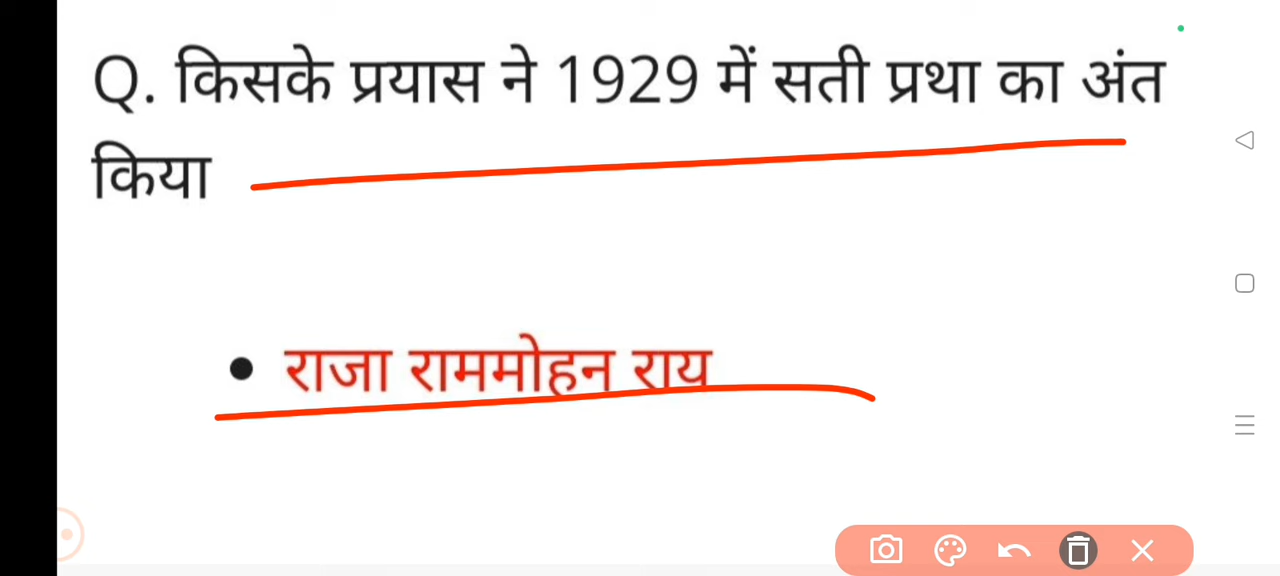 Q. किसके प्रयास ने 1929 में सती प्रथा का अंत
किया
• राजा राममोहन राय